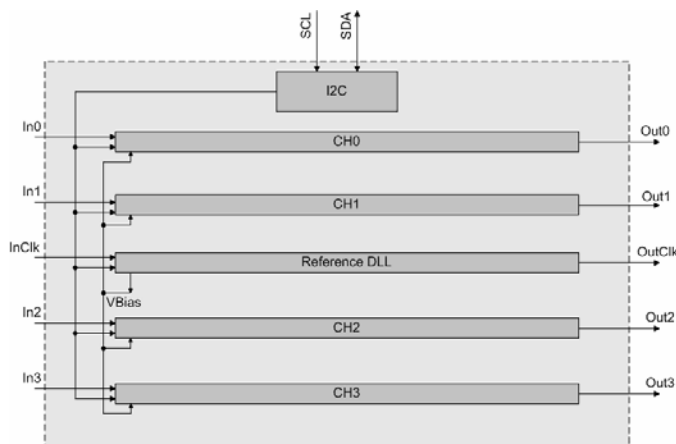 SCL
SDA
I2C
In0
CH0
Out0
In1
CH1
Out1
InClk
Reference DLL
OutClk
VBias
In2
CH2
Out2
In3
CH3
Out3